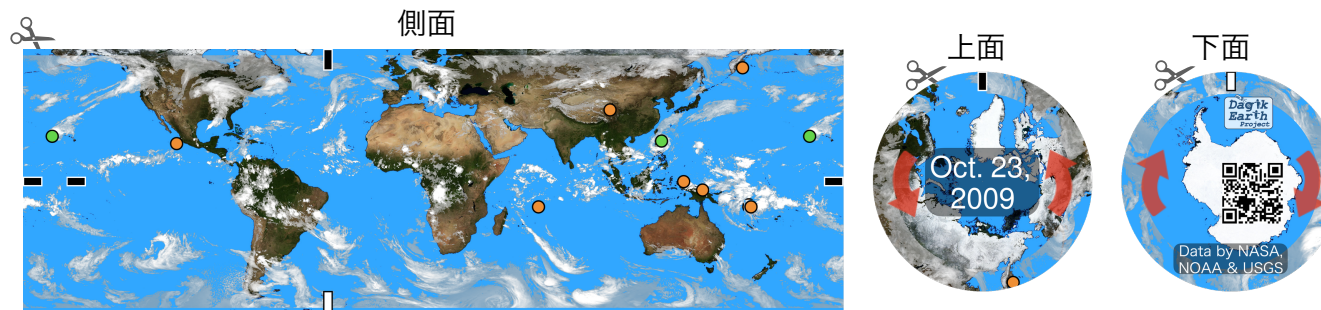 側面
上面
Oct. 23,
2009
下面
Dagik
Earth
Project
Data by NASA,
NOAA & USGS